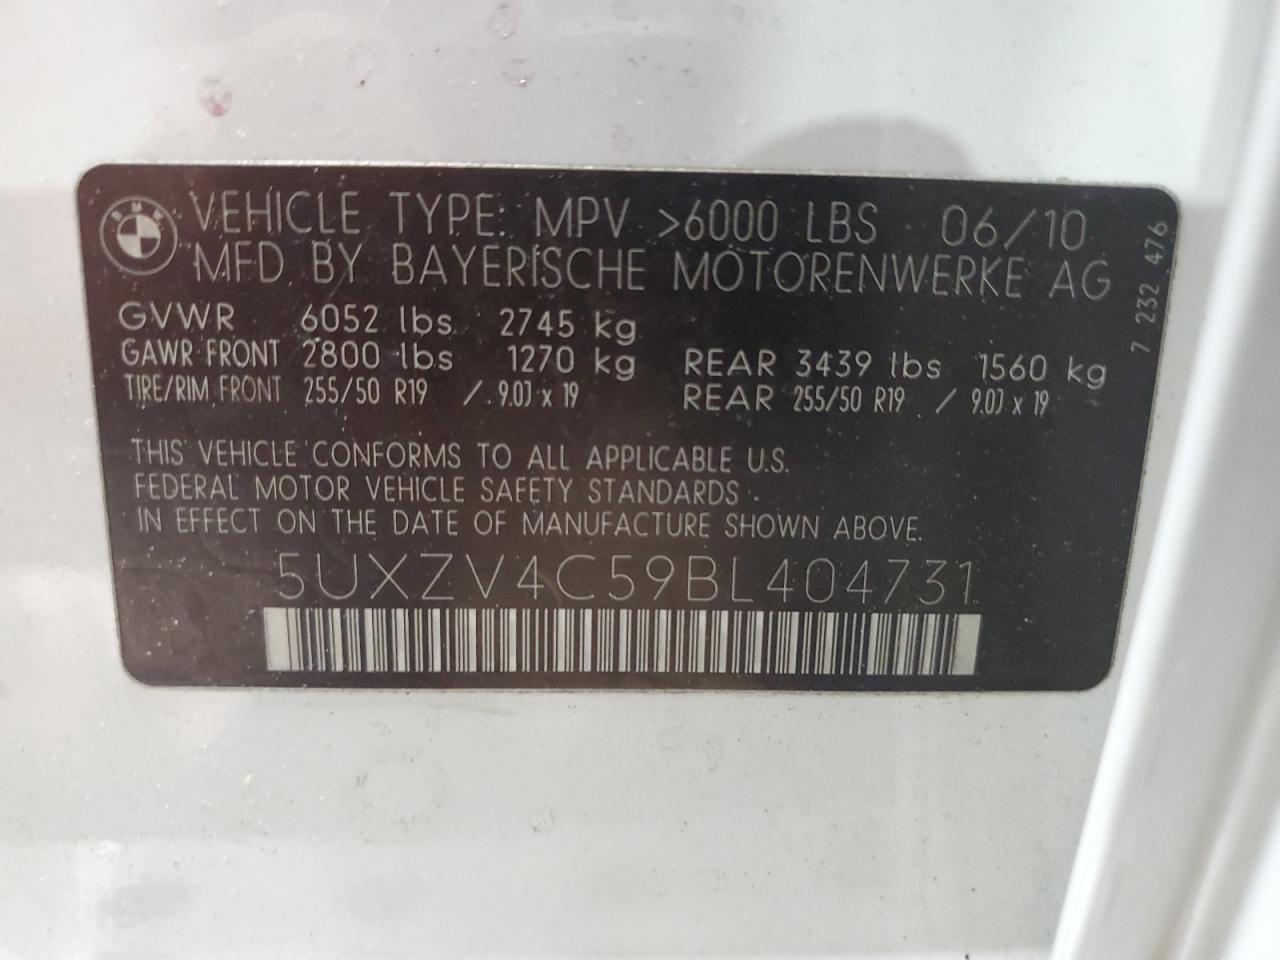 BMW
VEHICLE TYPE: MPV >6000 LBS 06/10
MFD. BY BAYERISCHE MOTORENWERKE AG
GVWR 6052 lbs 2745 kg
GAWR FRONT 2800 lbs 1270 kg REAR 3439 lbs 1560 kg
TIRE/RIM FRONT 255/50 R19 / 9.0J x 19 REAR 255/50 R19 / 9.0J x 19
THIS VEHICLE CONFORMS TO ALL APPLICABLE U.S.
FEDERAL MOTOR VEHICLE SAFETY STANDARDS
IN EFFECT ON THE DATE OF MANUFACTURE SHOWN ABOVE.
5UXZV4C59BL404731
7 232 476